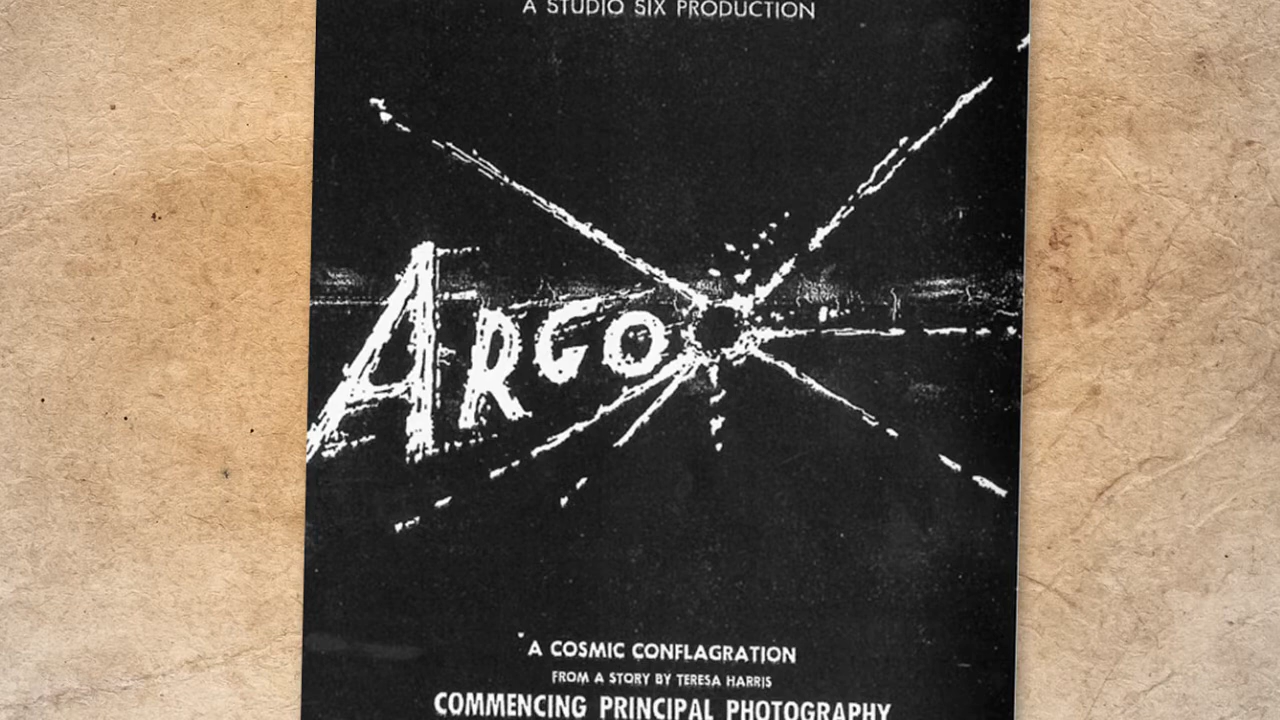 A STUDIO SIX PRODUCTION
ARGO
A COSMIC CONFLAGRATION
FROM A STORY BY TERESA HARRIS
COMMENCING PRINCIPAL PHOTOGRAPHY